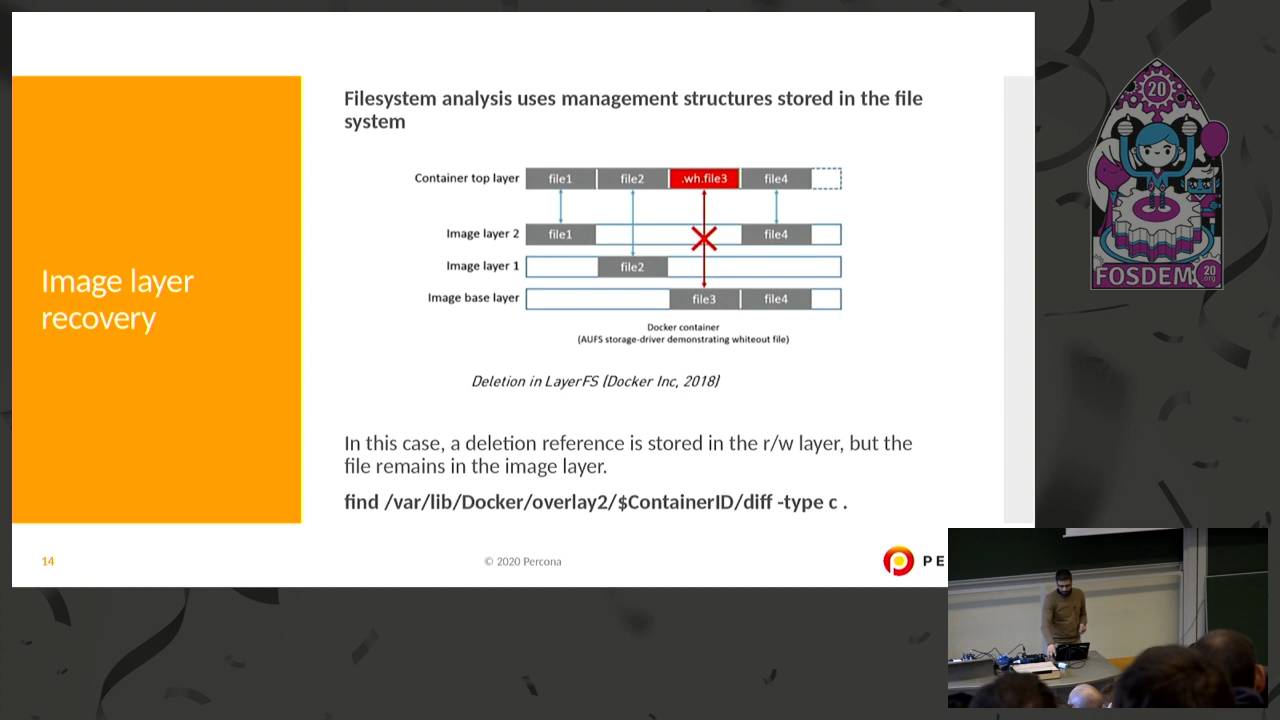 Filesystem analysis uses management structures stored in the file
system
Container top layer file1 file2 .wh.file3 file4
Image layer 2 file1 file4
Image layer 1 file2
Image base layer file3 file4
Docker container
(AUFS storage-driver demonstrating whiteout file)
Deletion in LayerFS (Docker Inc, 2018)
Image layer
recovery
In this case, a deletion reference is stored in the r/w layer, but the
file remains in the image layer.
find /var/lib/Docker/overlay2/$ContainerID/diff -type c .
14
© 2020 Percona
PE
20
FOSDEM 20
.org